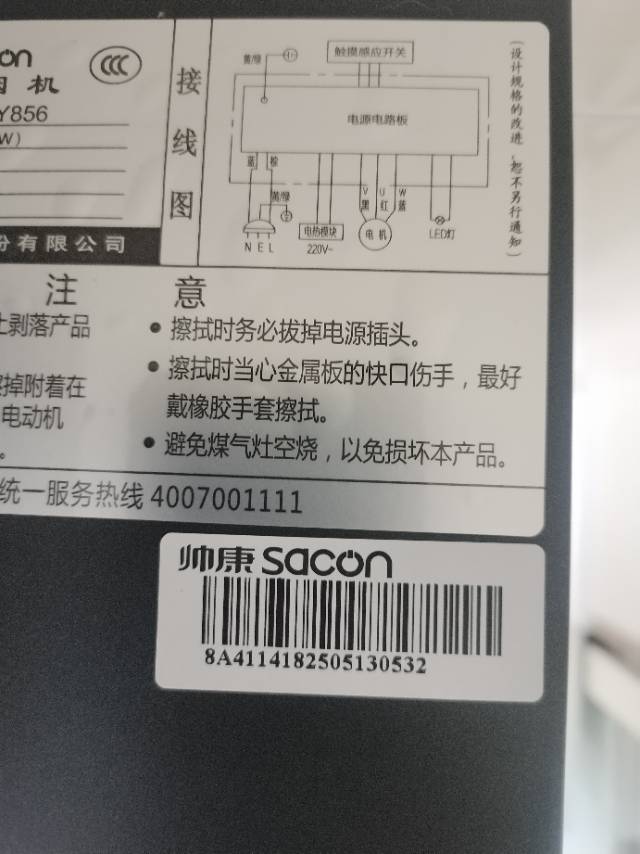 con
烟机
Y856
W)
份有限公司
接线图
黄/绿
触摸感应开关
电源电路板
蓝
棕
黄/绿
N E L
电热模块
220V~
V
黑
U
红
W
蓝
电机
LED灯
(设计规格的改进,恕不另行通知)
注 意
剥落产品
擦掉附着在
电动机
。
• 擦拭时务必拔掉电源插头。
• 擦拭时当心金属板的快口伤手，最好
戴橡胶手套擦拭。
• 避免煤气灶空烧，以免损坏本产品。
统一服务热线 4007001111
帅康 sacon
8A4114182505130532